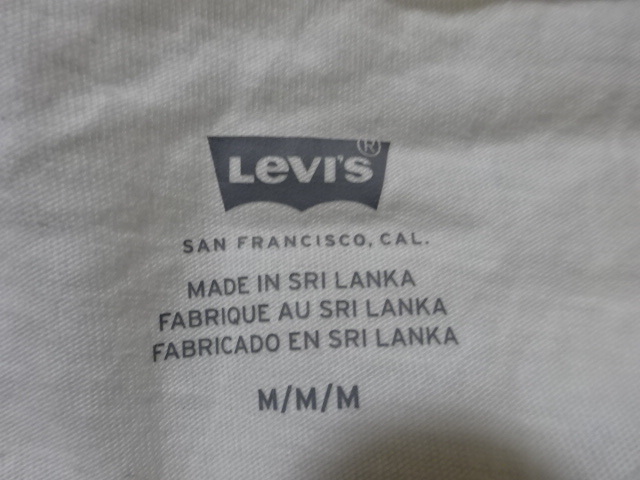 Levi's®
SAN FRANCISCO, CAL.
MADE IN SRI LANKA
FABRIQUE AU SRI LANKA
FABRICADO EN SRI LANKA
M/M/M